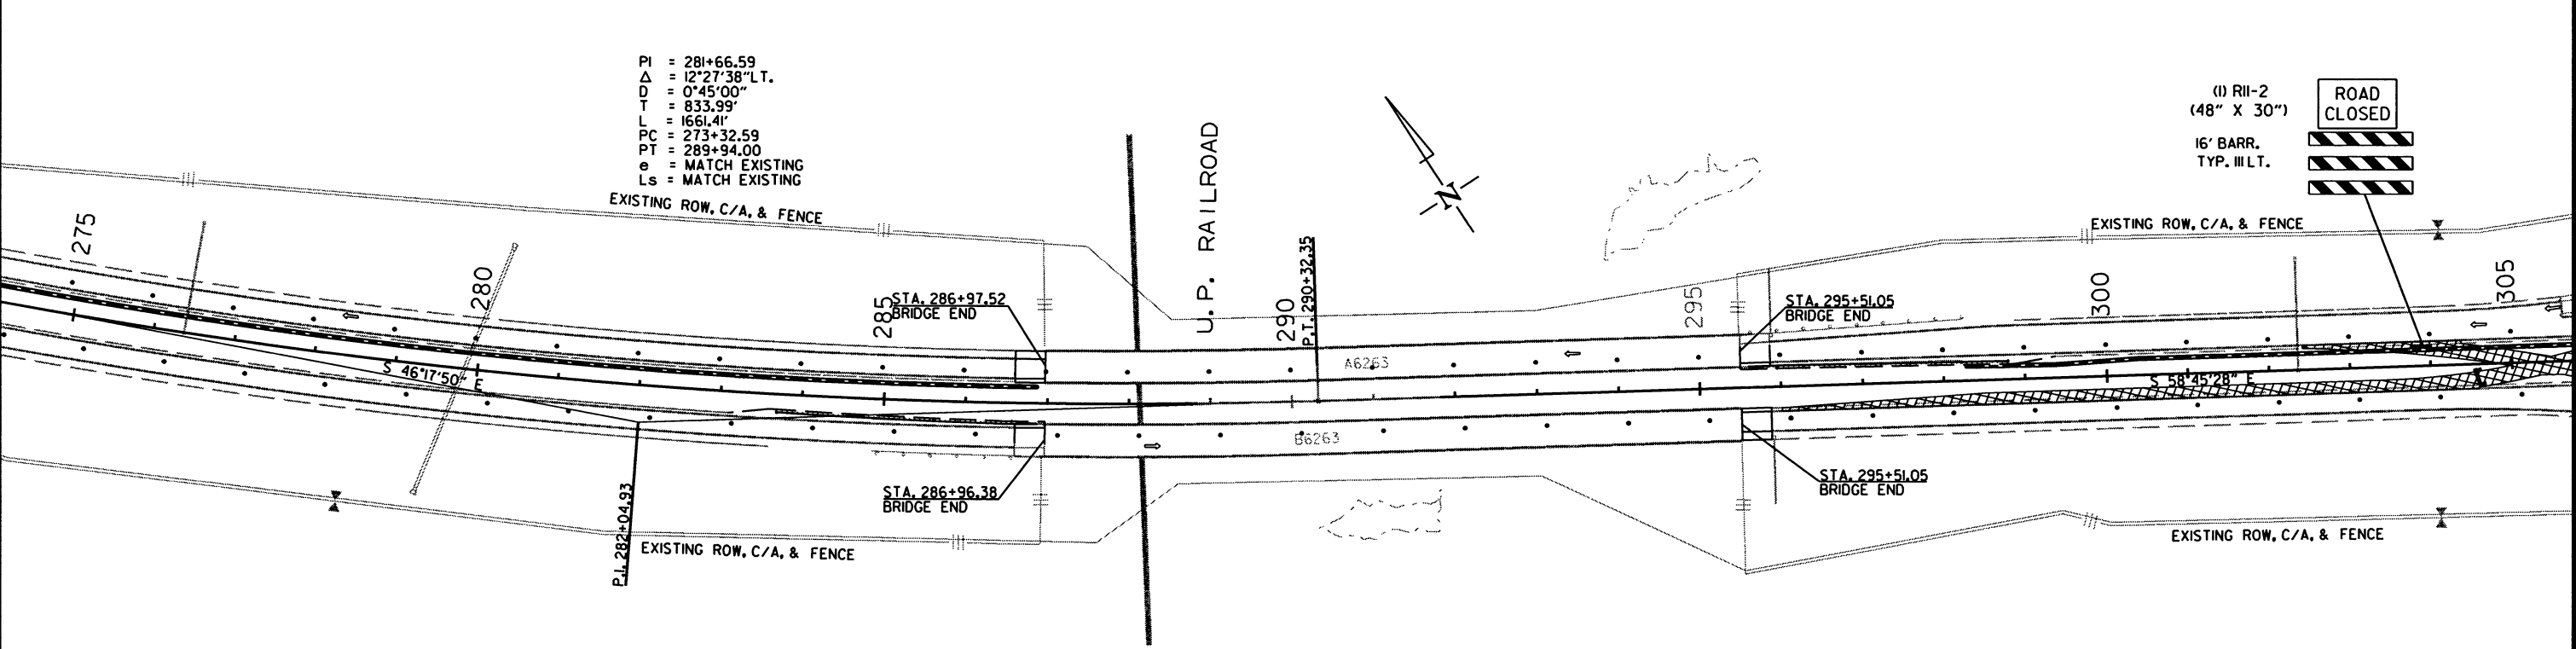 PI = 281+66.59
Δ = 12°27'38"LT.
D = 0°45'00"
T = 833.99'
L = 1661.41'
PC = 273+32.59
PT = 289+94.00
e = MATCH EXISTING
Ls = MATCH EXISTING
EXISTING ROW, C/A, & FENCE
(1) R11-2
(48" X 30")
ROAD
CLOSED
16' BARR.
TYP. III LT.
EXISTING ROW, C/A, & FENCE
U.P. RAILROAD
N
275
280
285
290
295
300
305
STA. 286+97.52
BRIDGE END
P.T. 290+32.35
STA. 295+51.05
BRIDGE END
A6263
S 46°17'50" E
S 58°45'28" E
B6263
STA. 286+96.38
BRIDGE END
STA. 295+51.05
BRIDGE END
P.I. 282+04.93
EXISTING ROW, C/A, & FENCE
EXISTING ROW, C/A, & FENCE